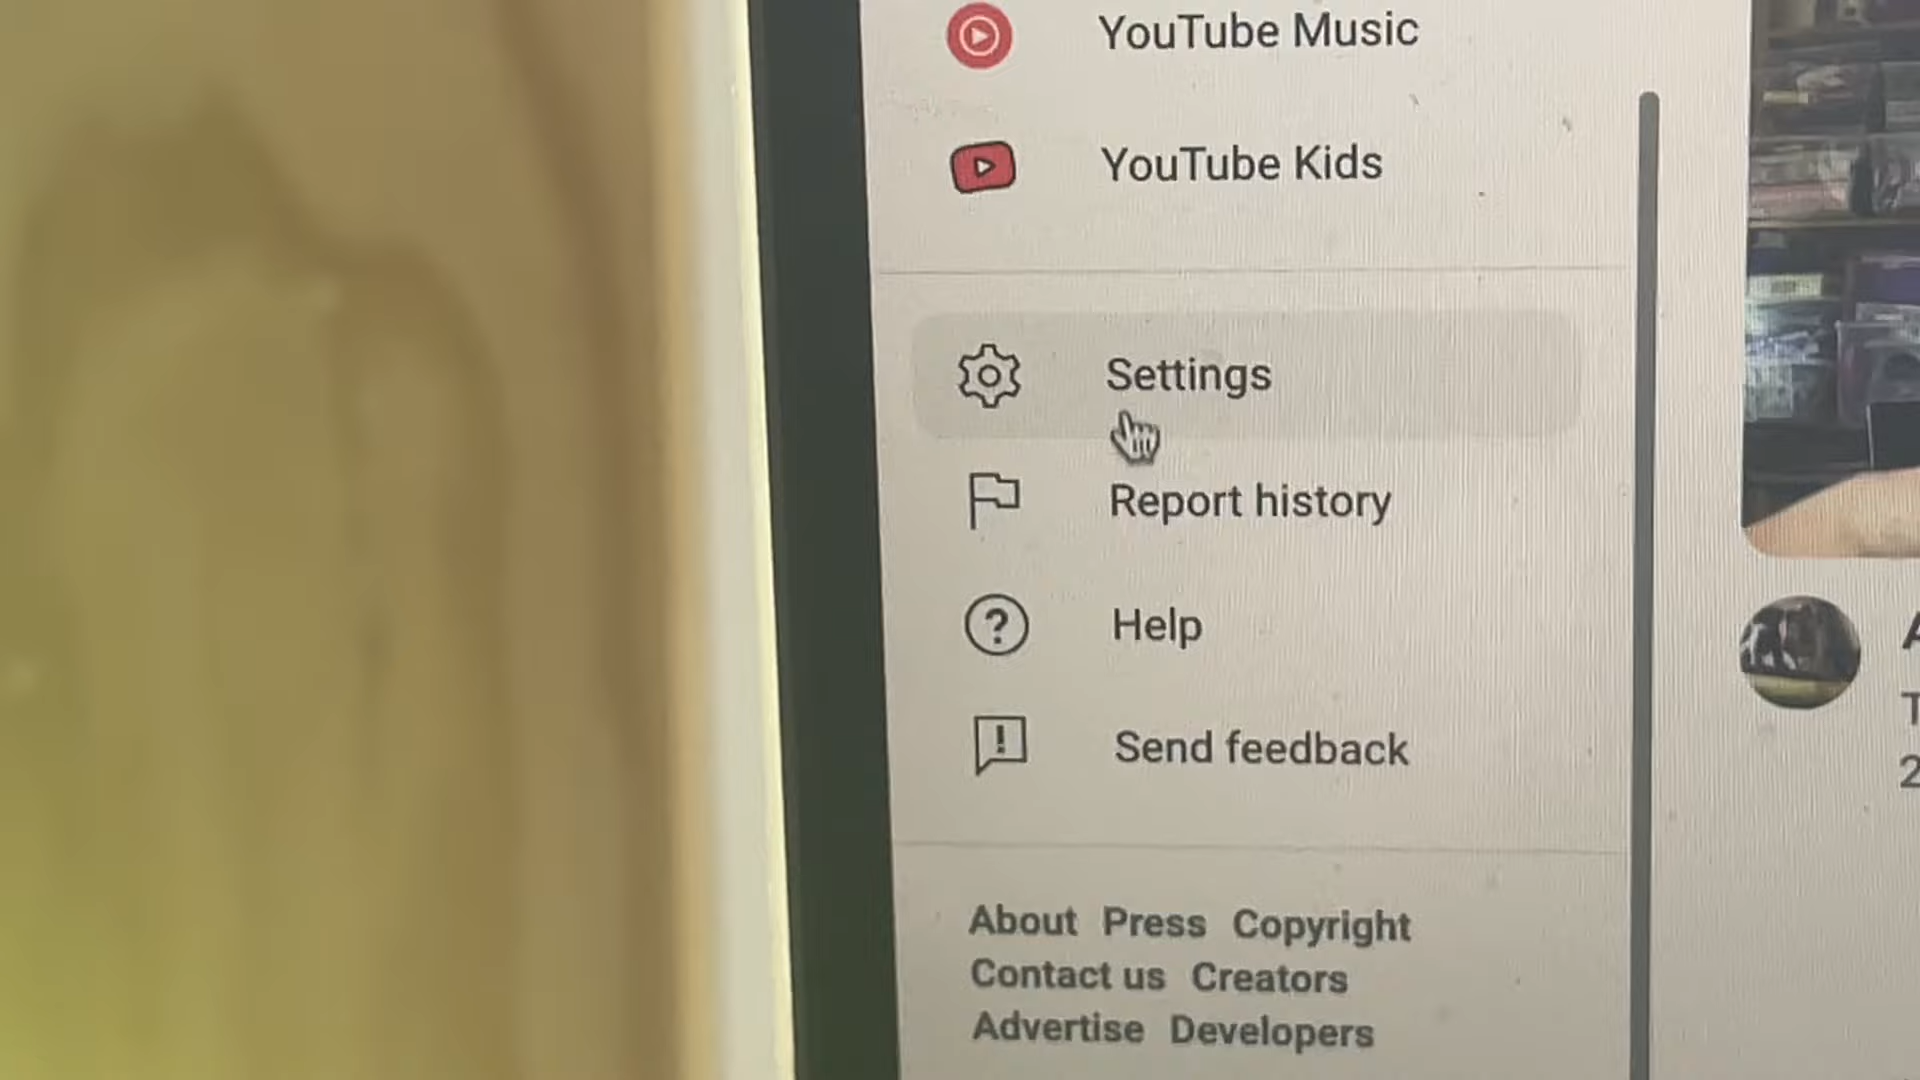 YouTube Music
YouTube Kids
Settings
Report history
Help
Send feedback
About Press Copyright
Contact us Creators
Advertise Developers